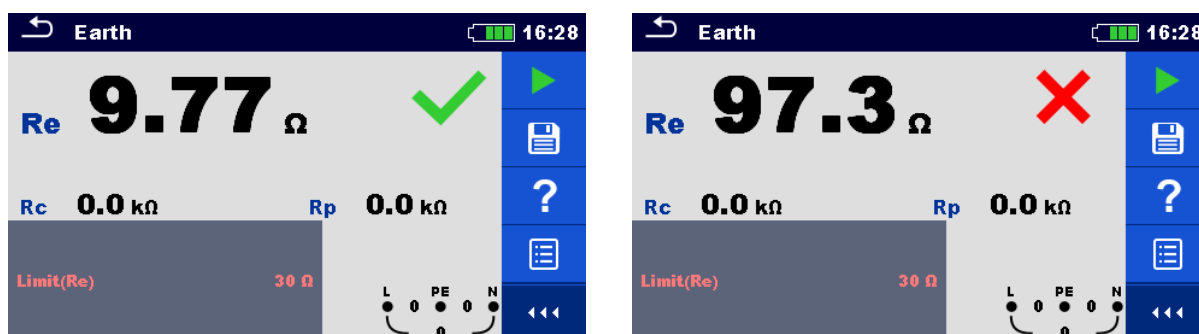 Earth 16:28
Re 9.77 Ω
?
Rc 0.0 kΩ Rp 0.0 kΩ
Limit(Re) 30 Ω
L PE N
0 0
0
Earth 16:28
Re 97.3 Ω
?
Rc 0.0 kΩ Rp 0.0 kΩ
Limit(Re) 30 Ω
L PE N
0 0
0